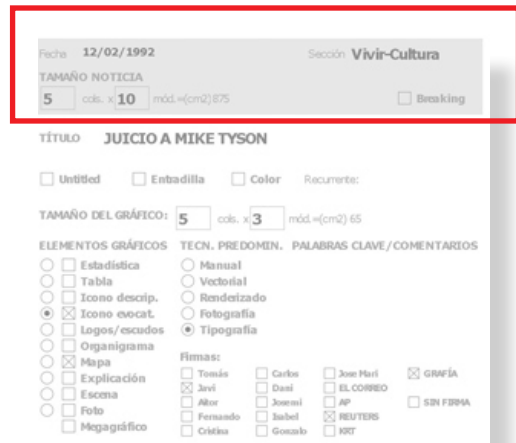 Fecha 12/02/1992 Sección Vivir-Cultura
TAMAÑO NOTICIA
5 cols. x 10 mód.=(cm2) 875 Breaking
TÍTULO JUICIO A MIKE TYSON
Untitled Entradilla Color Recurrente:
TAMAÑO DEL GRÁFICO: 5 cols. x 3 mód.=(cm2) 65
ELEMENTOS GRÁFICOS TECN. PREDOMIN. PALABRAS CLAVE/COMENTARIOS
Estadística Manual
Tabla Vectorial
Icono descrip. Renderizado
Icono evocat. Fotografía
Logos/escudos Tipografía
Organigrama
Mapa Firmas:
Explicación Tomás Carlos Jose Mari GRAFÍA
Escena Javi Dani EL CORREO
Foto Aitor Josemi AP SIN FIRMA
Megagráfico Fernando Isabel REUTERS
Cristina Gonzalo KRT